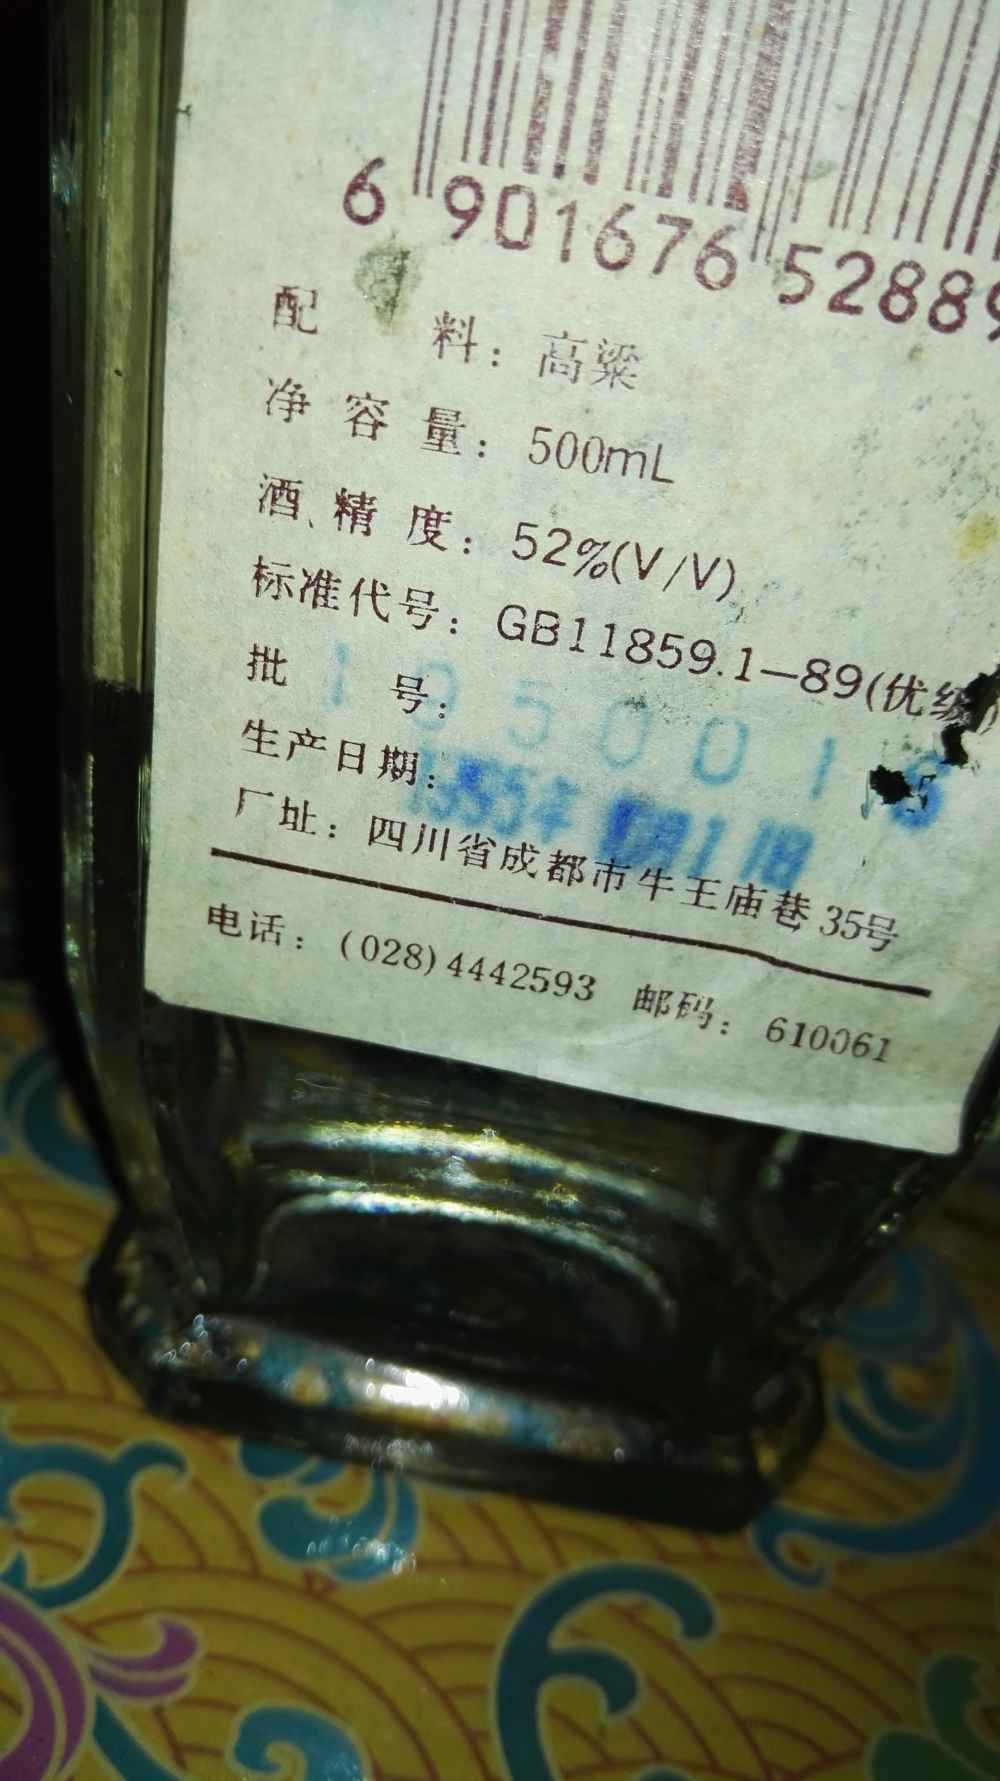 6 901676 52889
配料：高粱
净容量：500mL
酒精度：52%(V/V)
标准代号：GB11859.1—89(优级)
批号：
生产日期：
厂址：四川省成都市牛王庙巷35号
电话：(028)4442593 邮码：610061